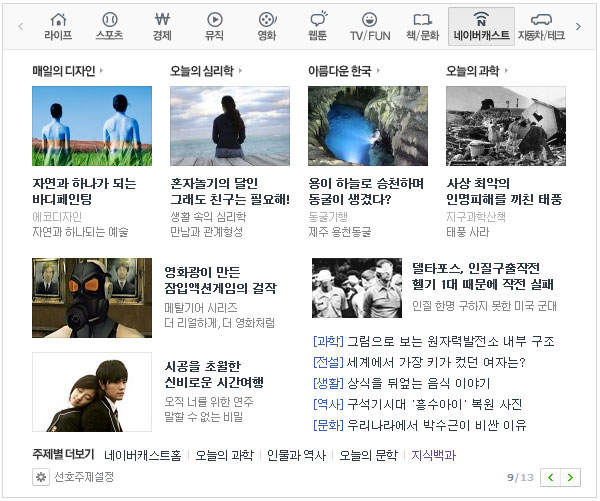 라이프 스포츠 경제 뮤직 영화 웹툰 TV/FUN 책/문화 네이버캐스트 자동차/테크
매일의 디자인
자연과 하나가 되는
바디페인팅
에코디자인
자연과 하나되는 예술
오늘의 심리학
혼자놀기의 달인
그래도 친구는 필요해!
생활 속의 심리학
만남과 관계형성
아름다운 한국
용이 하늘로 승천하며
동굴이 생겼다?
동굴기행
제주 용천동굴
오늘의 과학
사상 최악의
인명피해를 끼친 태풍
지구과학산책
태풍 사라
영화광이 만든
잠입액션게임의 걸작
메탈기어 시리즈
더 리얼하게, 더 영화처럼
델타포스, 인질구출작전
헬기 1대 때문에 작전 실패
인질 한명 구하지 못한 미국 군대
시공을 초월한
신비로운 시간여행
오직 너를 위한 연주
말할 수 없는 비밀
[과학] 그림으로 보는 원자력발전소 내부 구조
[전설] 세계에서 가장 키가 컸던 여자는?
[생활] 상식을 뒤엎는 음식 이야기
[역사] 구석기시대 '흥수아이' 복원 사진
[문화] 우리나라에서 박수근이 비싼 이유
주제별 더보기 네이버캐스트홈 오늘의 과학 인물과 역사 오늘의 문학 지식백과
선호주제설정
9/13